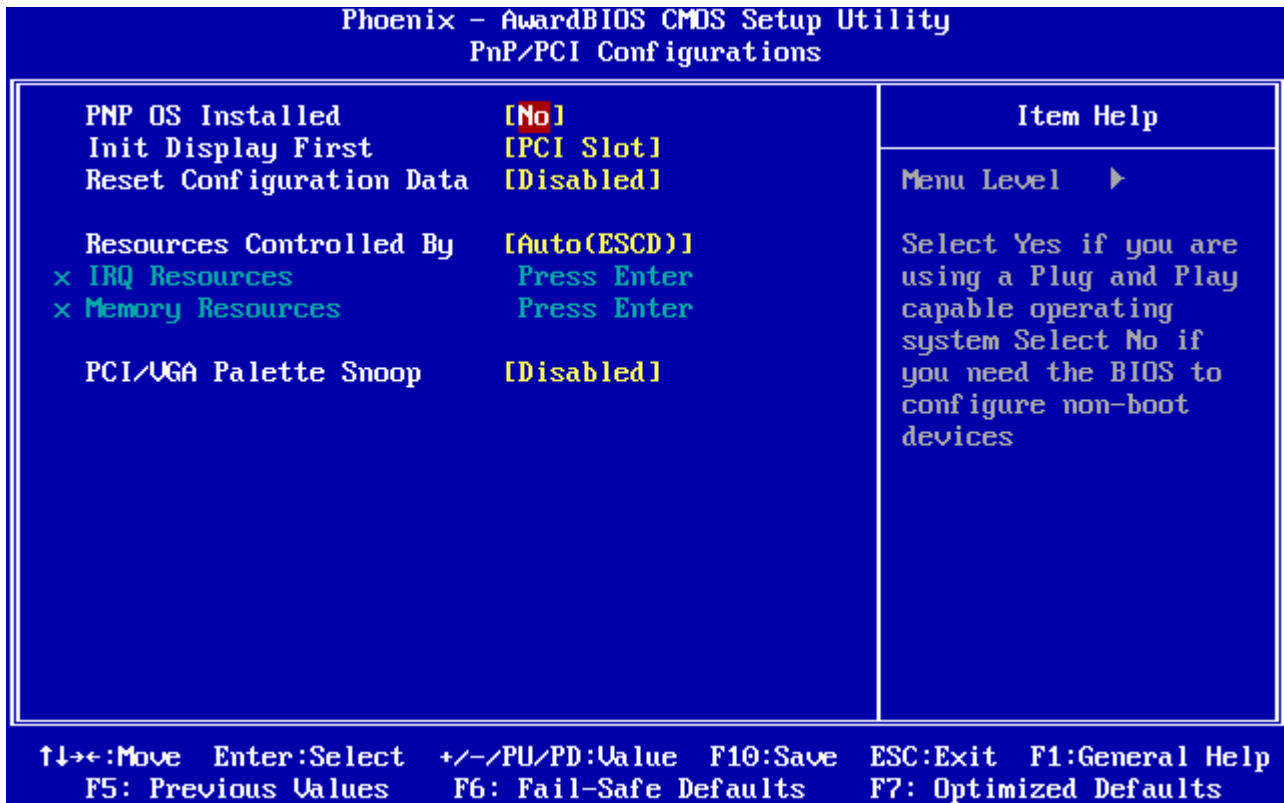 Phoenix - AwardBIOS CMOS Setup Utility
PnP/PCI Configurations
PNP OS Installed [No]
Init Display First [PCI Slot]
Reset Configuration Data [Disabled]
Resources Controlled By [Auto(ESCD)]
x IRQ Resources Press Enter
x Memory Resources Press Enter
PCI/VGA Palette Snoop [Disabled]
Item Help
Menu Level ▶
Select Yes if you are
using a Plug and Play
capable operating
system Select No if
you need the BIOS to
configure non-boot
devices
↑↓→←:Move Enter:Select +/-/PU/PD:Value F10:Save ESC:Exit F1:General Help
F5: Previous Values F6: Fail-Safe Defaults F7: Optimized Defaults